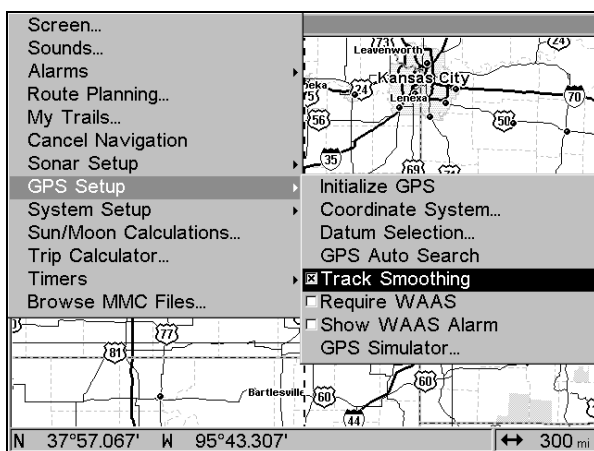 Screen...
Sounds...
Alarms
Route Planning...
My Trails...
Cancel Navigation
Sonar Setup
GPS Setup
System Setup
Sun/Moon Calculations...
Trip Calculator...
Timers
Browse MMC Files...
Initialize GPS
Coordinate System...
Datum Selection...
GPS Auto Search
Track Smoothing
Require WAAS
Show WAAS Alarm
GPS Simulator...
Leavenworth
Kansas City
Lenexa
24
70
56
50
35
69
77
81
Bartlesville
60
60
44
N 37°57.067' W 95°43.307'
↔ 300 mi